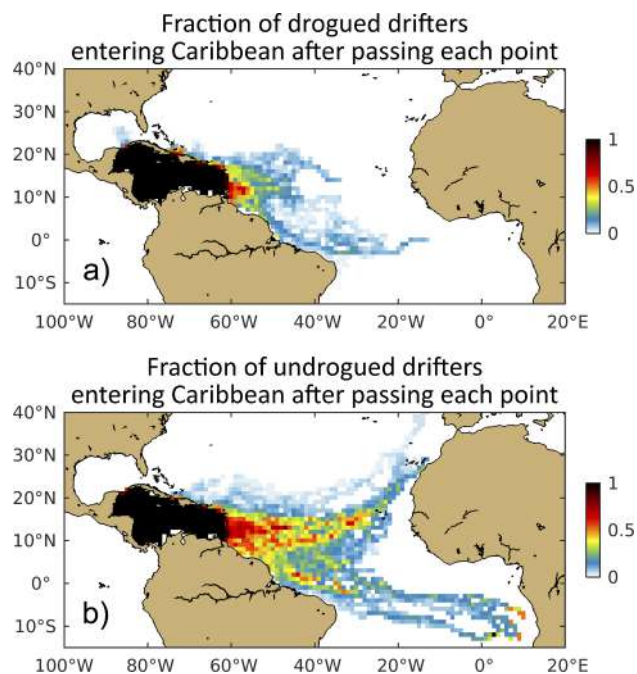 Fraction of drogued drifters
entering Caribbean after passing each point
40°N
30°N
20°N
10°N
0°
10°S
a)
1
0.5
0
100°W 80°W 60°W 40°W 20°W 0° 20°E
Fraction of undrogued drifters
entering Caribbean after passing each point
40°N
30°N
20°N
10°N
0°
10°S
b)
1
0.5
0
100°W 80°W 60°W 40°W 20°W 0° 20°E